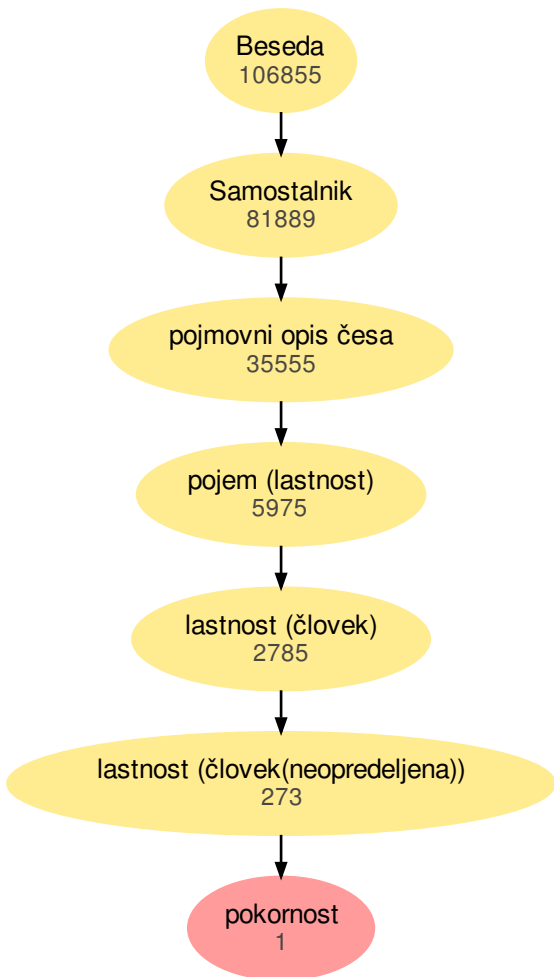 Beseda
106855
Samostalnik
81889
pojmovni opis česa
35555
pojem (lastnost)
5975
lastnost (človek)
2785
lastnost (človek(neopredeljena))
273
pokornost
1